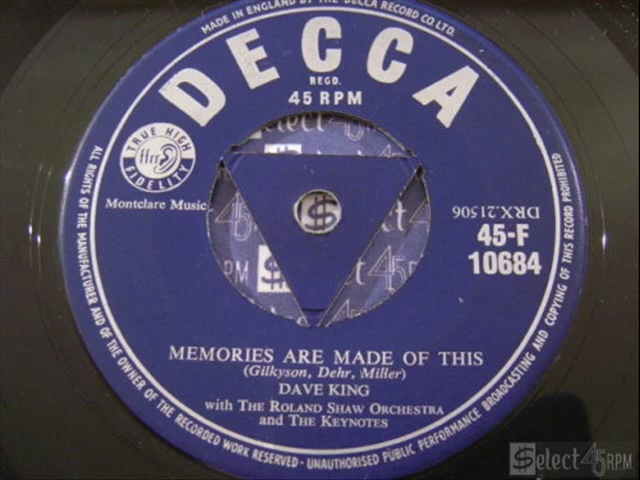 MADE IN ENGLAND BY THE DECCA RECORD CO. LTD.
DECCA
REGD.
45 RPM
TRUE HIGH
ffrr
FIDELITY
Montclare Music
DRX.21506
45-F
10684
MEMORIES ARE MADE OF THIS
(Gilkyson, Dehr, Miller)
DAVE KING
with THE ROLAND SHAW ORCHESTRA
and THE KEYNOTES
ALL RIGHTS OF THE MANUFACTURER AND OF THE OWNER OF THE RECORDED WORK RESERVED · UNAUTHORISED PUBLIC PERFORMANCE BROADCASTING AND COPYING OF THIS RECORD PROHIBITED
$elect 45 RPM